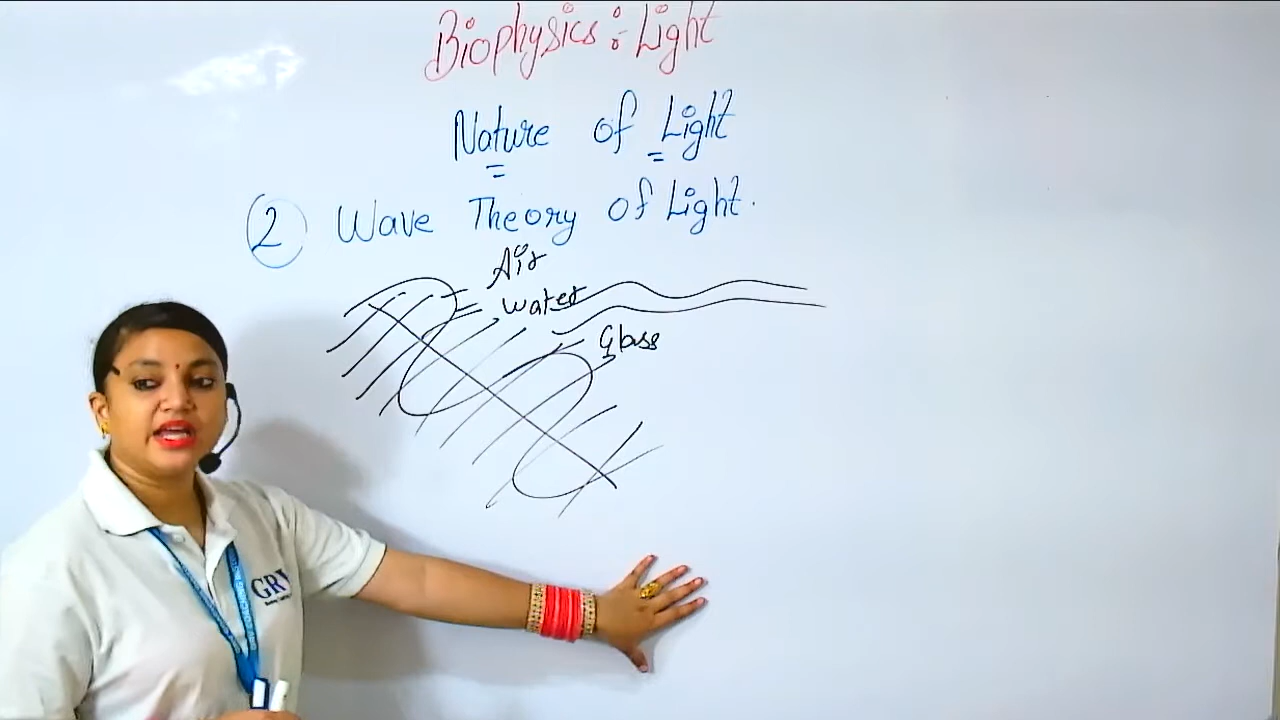 Biophysics : Light
Nature of Light
2 Wave Theory of Light.
Air
Water
Glass